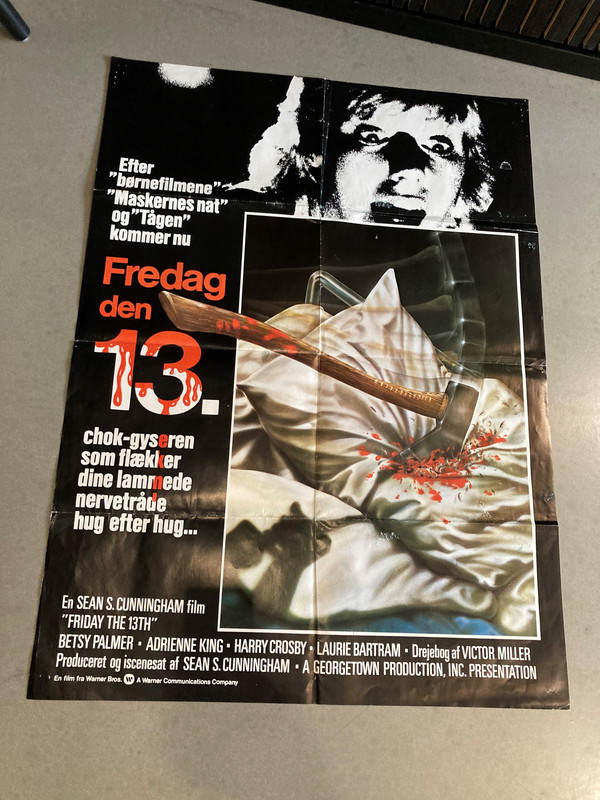 Efter
"børnefilmene"
"Maskernes nat"
og "Tågen"
kommer nu
Fredag
den
13.
chok-gyseren
som flækker
dine lammede
nervetråde
hug efter hug...
En SEAN S. CUNNINGHAM film
"FRIDAY THE 13TH"
BETSY PALMER • ADRIENNE KING • HARRY CROSBY • LAURIE BARTRAM • Drejebog af VICTOR MILLER
Produceret og iscenesat af SEAN S. CUNNINGHAM • A GEORGETOWN PRODUCTION, INC. PRESENTATION
En film fra Warner Bros. W A Warner Communications Company